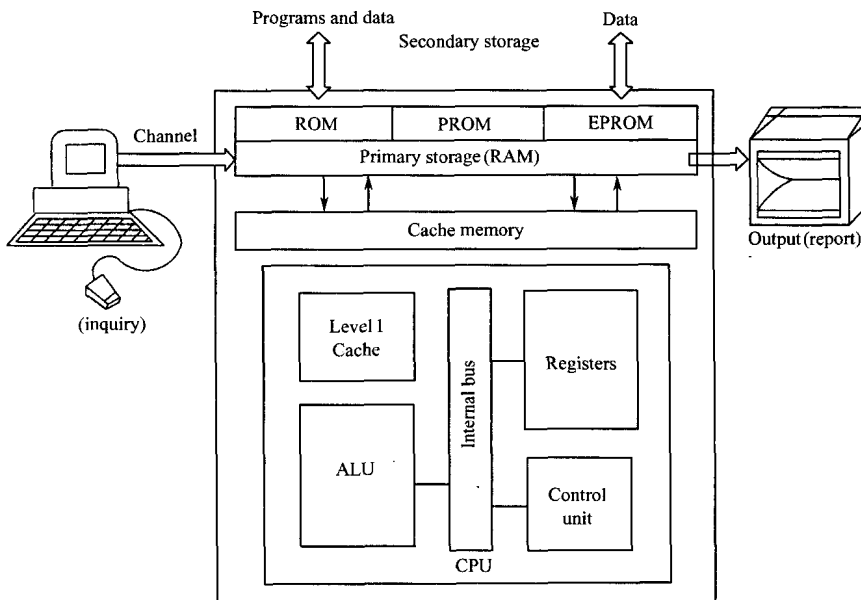 Programs and data
Data
Secondary storage
ROM
PROM
EPROM
Channel
Primary storage (RAM)
Cache memory
Output (report)
(inquiry)
Level 1
Cache
Internal bus
Registers
ALU
Control
unit
CPU